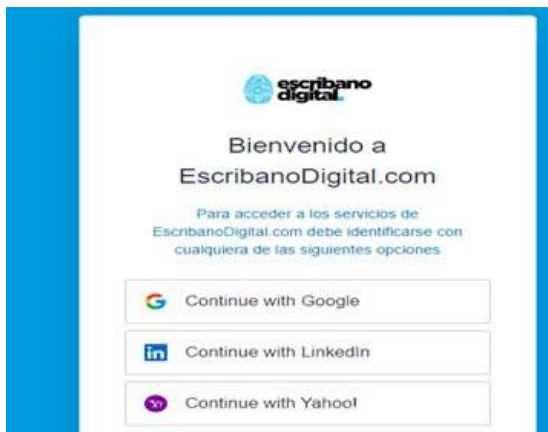 escribano
digital.
Bienvenido a
EscribanoDigital.com
Para acceder a los servicios de
EscribanoDigital.com debe identificarse con
cualquiera de las siguientes opciones
Continue with Google
Continue with LinkedIn
Continue with Yahoo!